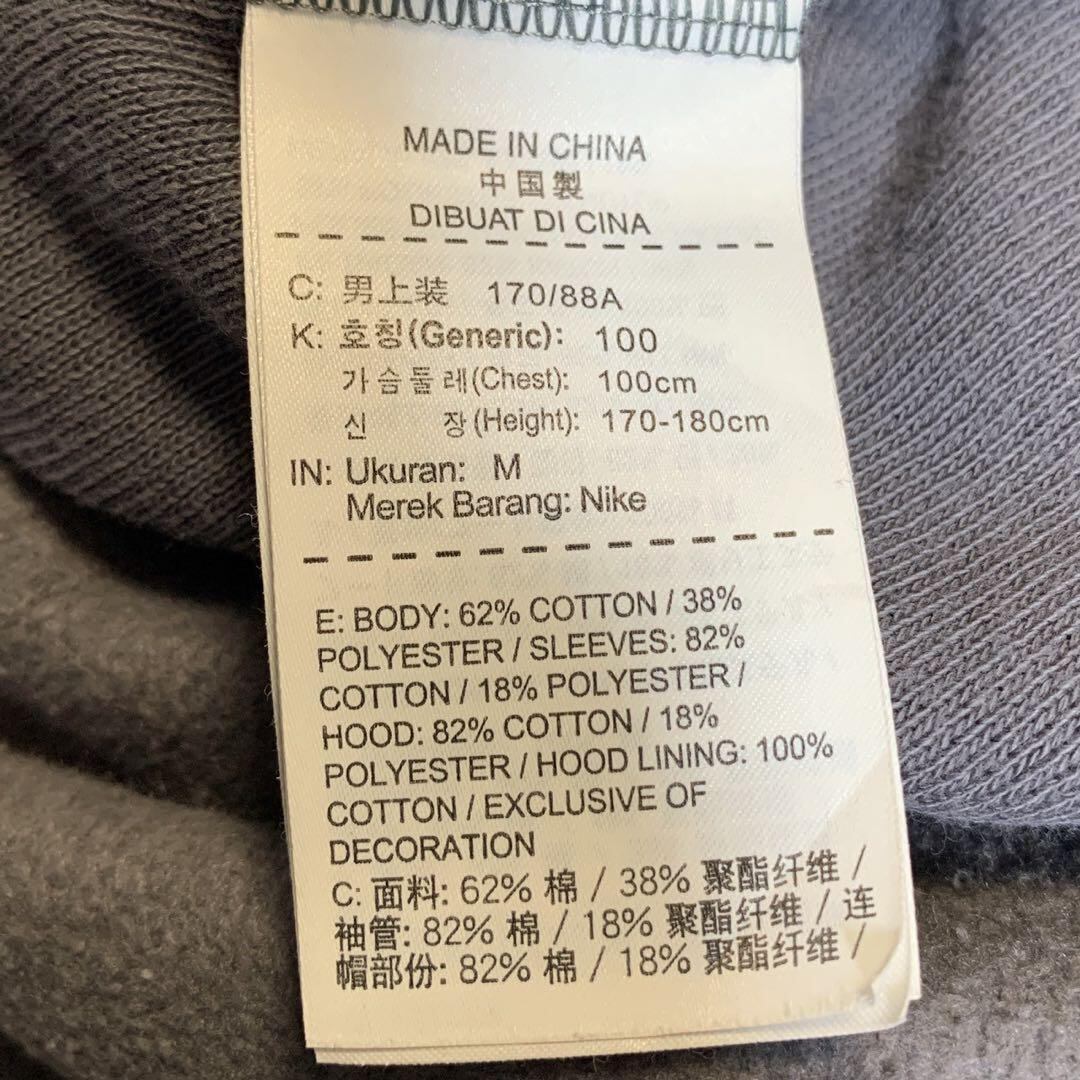 MADE IN CHINA
中国製
DIBUAT DI CINA
C: 男上装 170/88A
K: 호칭(Generic): 100
가슴둘레(Chest): 100cm
신 장(Height): 170-180cm
IN: Ukuran: M
Merek Barang: Nike
E: BODY: 62% COTTON / 38%
POLYESTER / SLEEVES: 82%
COTTON / 18% POLYESTER /
HOOD: 82% COTTON / 18%
POLYESTER / HOOD LINING: 100%
COTTON / EXCLUSIVE OF
DECORATION
C: 面料: 62% 棉 / 38% 聚酯纤维 /
袖管: 82% 棉 / 18% 聚酯纤维 / 连
帽部份: 82% 棉 / 18% 聚酯纤维 /